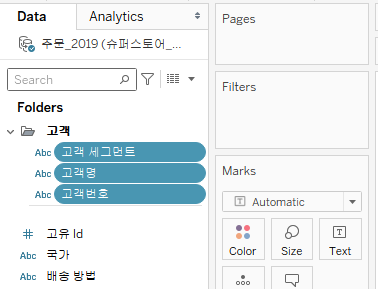 Data
Analytics
주문_2019 (슈퍼스토어_...
Search
Folders
고객
Abc 고객 세그먼트
Abc 고객명
Abc 고객번호
# 고유 Id
Abc 국가
Abc 배송 방법
Pages
Filters
Marks
T Automatic
Color
Size
T
Text